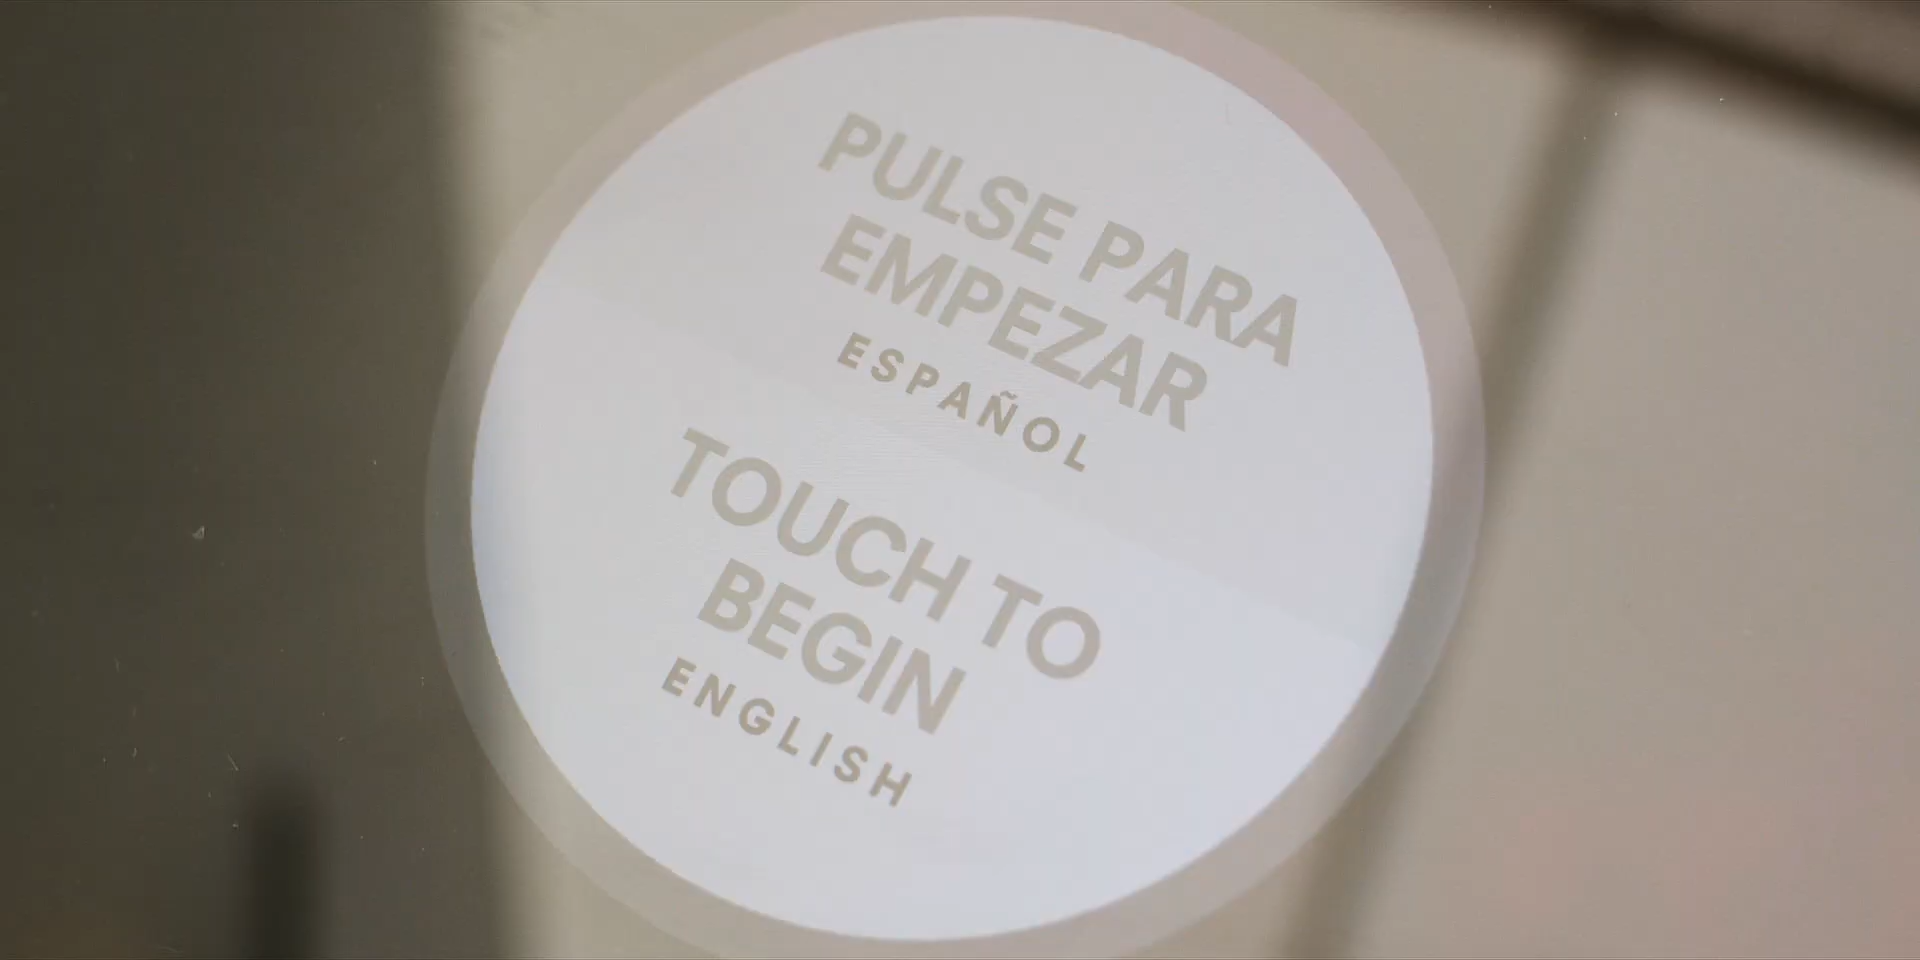 PULSE PARA
EMPEZAR
ESPAÑOL
TOUCH TO
BEGIN
ENGLISH